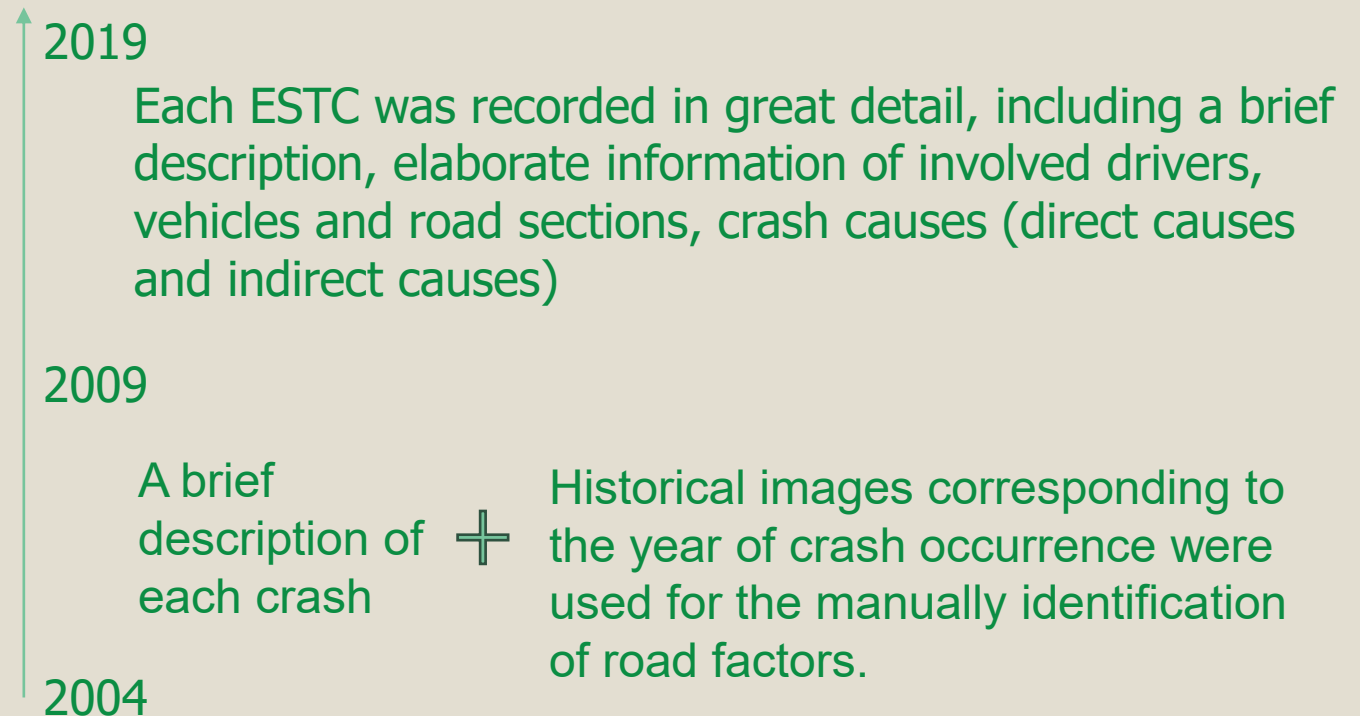 2019
Each ESTC was recorded in great detail, including a brief
description, elaborate information of involved drivers,
vehicles and road sections, crash causes (direct causes
and indirect causes)
2009
A brief
description of
each crash
Historical images corresponding to
the year of crash occurrence were
used for the manually identification
of road factors.
2004